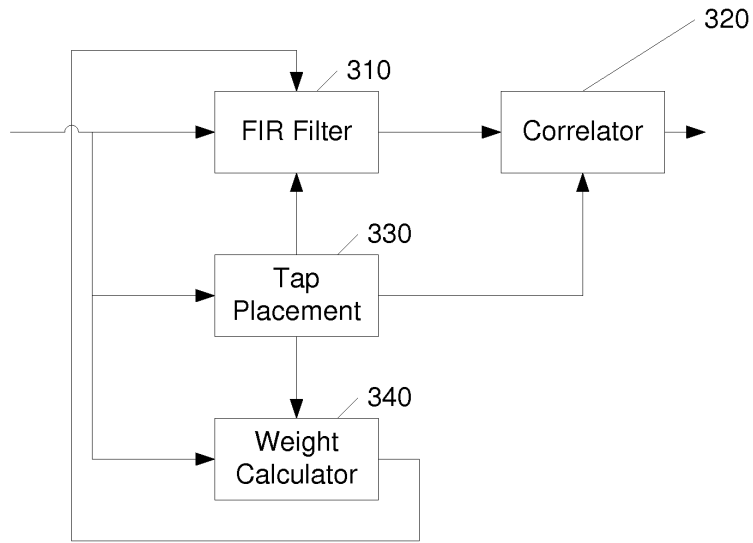 320
310
FIR Filter
Correlator
330
Tap
Placement
340
Weight
Calculator